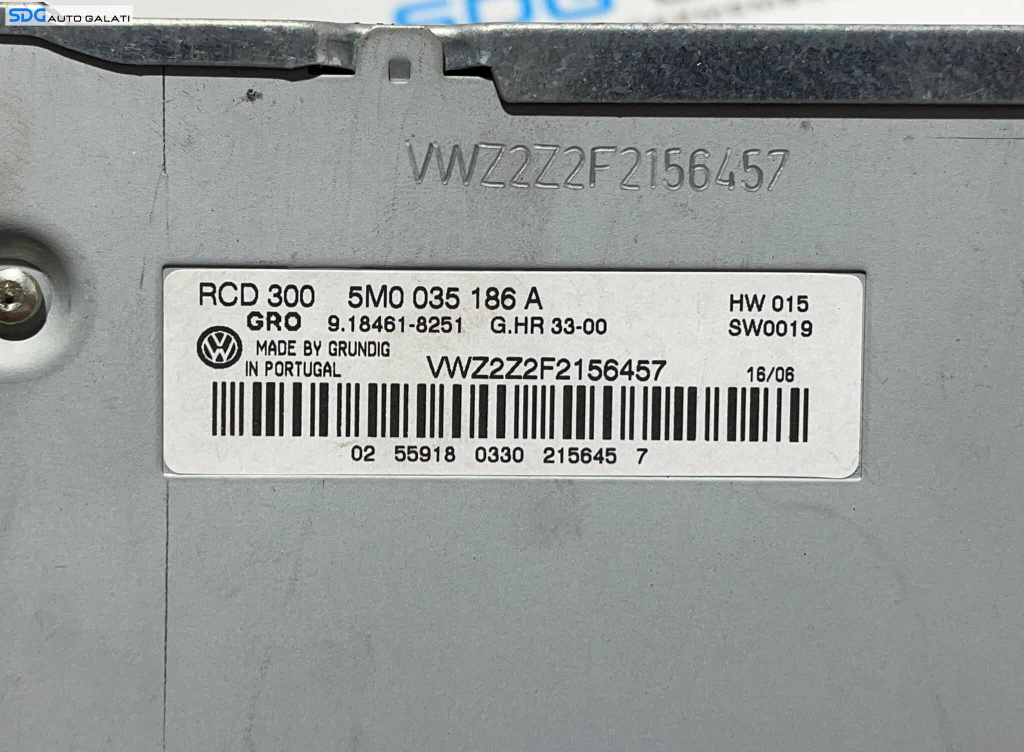 SDG AUTO GALATI
SDG
VWZ2Z2F2156457
RCD 300 5M0 035 186 A
HW 015
GRO 9.18461-8251 G.HR 33-00
SW0019
MADE BY GRUNDIG
IN PORTUGAL
VWZ2Z2F2156457
16/06
02 55918 0330 215645 7